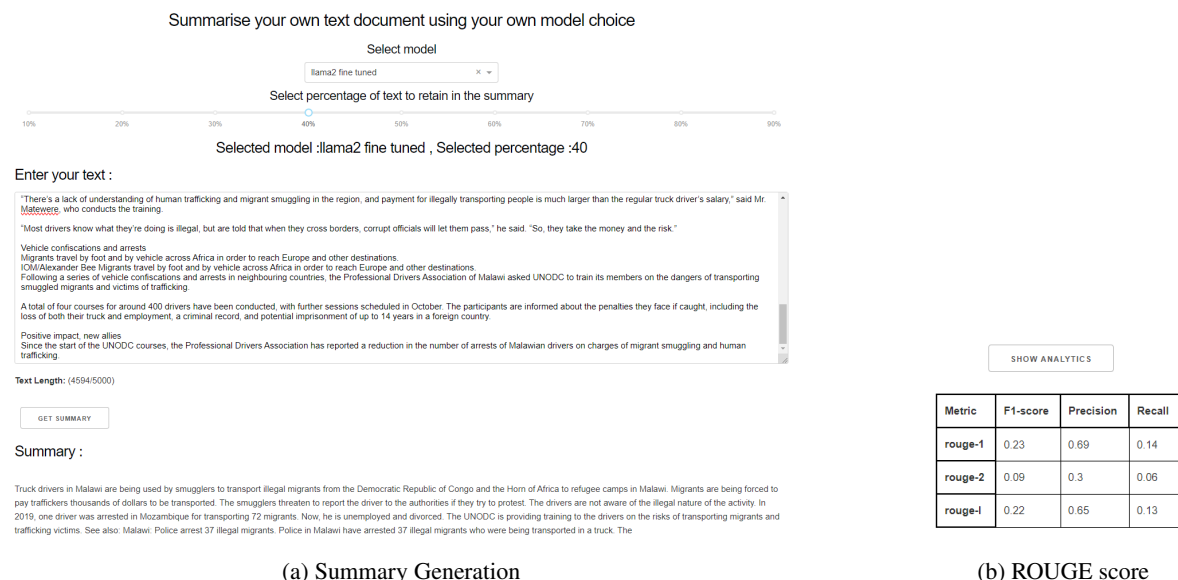 Summarise your own text document using your own model choice
Select model
llama2 fine tuned
Select percentage of text to retain in the summary
10% 20% 30% 40% 50% 60% 70% 80% 90%
Selected model :llama2 fine tuned , Selected percentage :40
Enter your text :
"There's a lack of understanding of human trafficking and migrant smuggling in the region, and payment for illegally transporting people is much larger than the regular truck driver's salary," said Mr.
Matewere, who conducts the training.
"Most drivers know what they're doing is illegal, but are told that when they cross borders, corrupt officials will let them pass," he said. "So, they take the money and the risk."
Vehicle confiscations and arrests
Migrants travel by foot and by vehicle across Africa in order to reach Europe and other destinations.
IOM/Alexander Bee Migrants travel by foot and by vehicle across Africa in order to reach Europe and other destinations.
Following a series of vehicle confiscations and arrests in neighbouring countries, the Professional Drivers Association of Malawi asked UNODC to train its members on the dangers of transporting
smuggled migrants and victims of trafficking.
A total of four courses for around 400 drivers have been conducted, with further sessions scheduled in October. The participants are informed about the penalties they face if caught, including the
loss of both their truck and employment, a criminal record, and potential imprisonment of up to 14 years in a foreign country.
Positive impact, new allies
Since the start of the UNODC courses, the Professional Drivers Association has reported a reduction in the number of arrests of Malawian drivers on charges of migrant smuggling and human
trafficking.
Text Length: (4594/5000)
GET SUMMARY
Summary :
Truck drivers in Malawi are being used by smugglers to transport illegal migrants from the Democratic Republic of Congo and the Horn of Africa to refugee camps in Malawi. Migrants are being forced to
pay traffickers thousands of dollars to be transported. The smugglers threaten to report the driver to the authorities if they try to protest. The drivers are not aware of the illegal nature of the activity. In
2019, one driver was arrested in Mozambique for transporting 72 migrants. Now, he is unemployed and divorced. The UNODC is providing training to the drivers on the risks of transporting migrants and
trafficking victims. See also: Malawi: Police arrest 37 illegal migrants. Police in Malawi have arrested 37 illegal migrants who were being transported in a truck. The
(a) Summary Generation
SHOW ANALYTICS
Metric F1-score Precision Recall
rouge-1 0.23 0.69 0.14
rouge-2 0.09 0.3 0.06
rouge-l 0.22 0.65 0.13
(b) ROUGE score